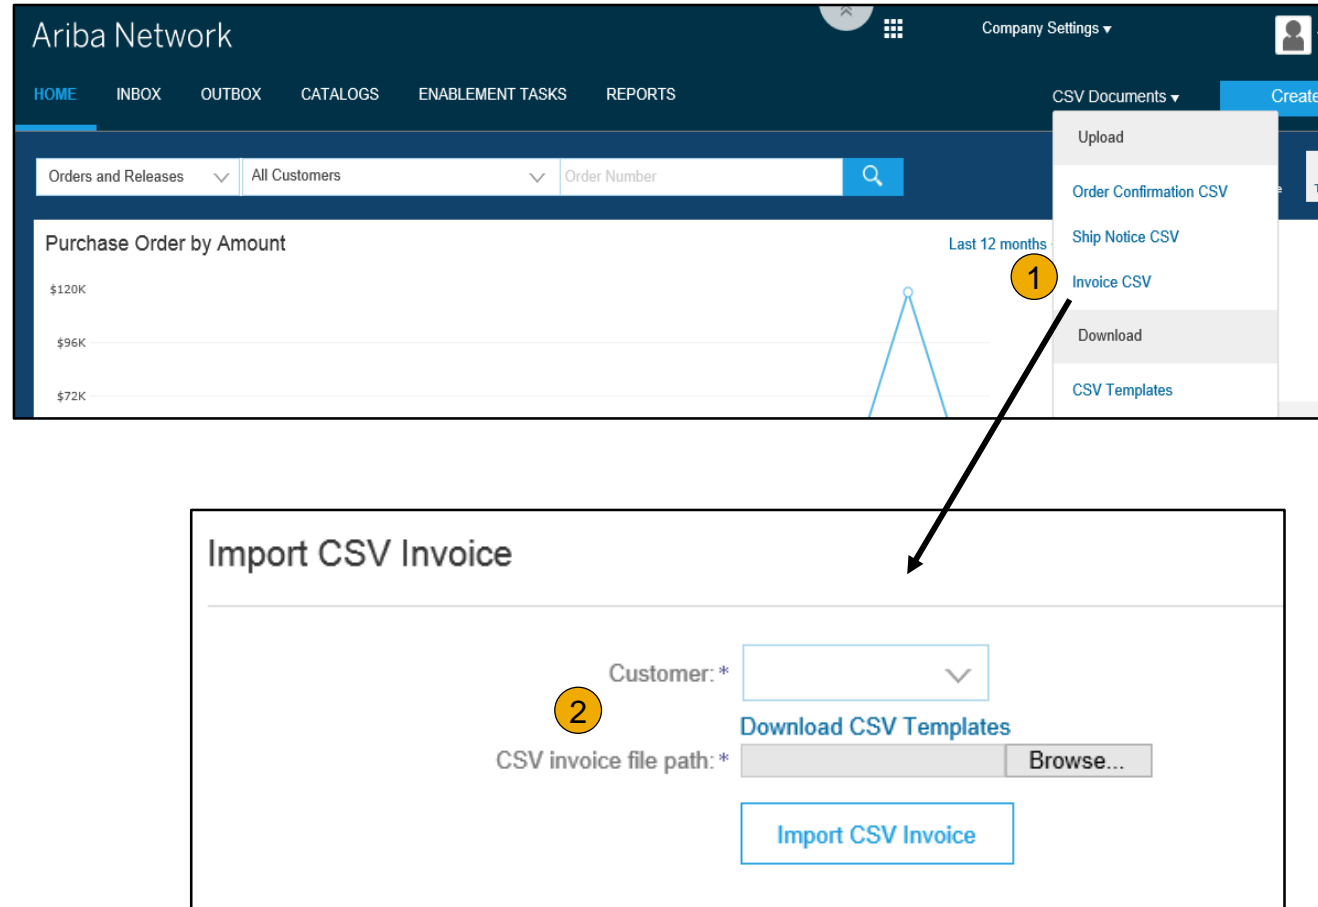 Ariba Network
Company Settings ▾
HOME INBOX OUTBOX CATALOGS ENABLEMENT TASKS REPORTS
CSV Documents ▾
Create
Upload
Orders and Releases
All Customers
Order Number
Order Confirmation CSV
Purchase Order by Amount
Last 12 months
Ship Notice CSV
1
Invoice CSV
$120K
Download
$96K
CSV Templates
$72K
Import CSV Invoice
Customer: *
2
Download CSV Templates
CSV invoice file path: *
Browse...
Import CSV Invoice